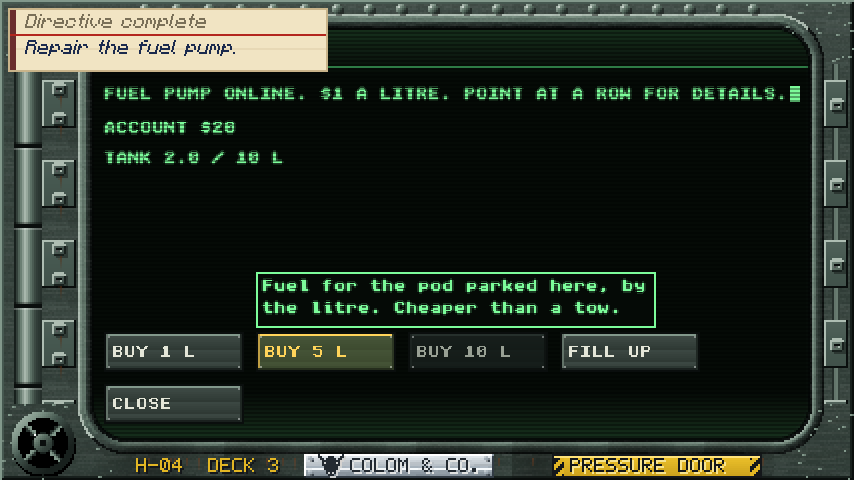 Directive complete
Repair the fuel pump.
FUEL PUMP ONLINE. $1 A LITRE. POINT AT A ROW FOR DETAILS.
ACCOUNT $20
TANK 2.0 / 10 L
Fuel for the pod parked here, by
the litre. Cheaper than a tow.
BUY 1 L
BUY 5 L
BUY 10 L
FILL UP
CLOSE
H-04 DECK 3 COLOM & CO. PRESSURE DOOR